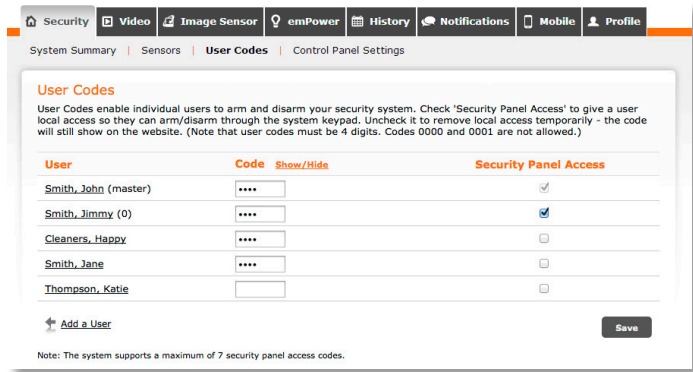 Security Video Image Sensor emPower History Notifications Mobile Profile
System Summary | Sensors | User Codes | Control Panel Settings
User Codes
User Codes enable individual users to arm and disarm your security system. Check 'Security Panel Access' to give a user
local access so they can arm/disarm through the system keypad. Uncheck it to remove local access temporarily - the code
will still show on the website. (Note that user codes must be 4 digits. Codes 0000 and 0001 are not allowed.)
User Code Show/Hide Security Panel Access
Smith, John (master) ••••
Smith, Jimmy (0) ••••
Cleaners, Happy ••••
Smith, Jane ••••
Thompson, Katie
Add a User Save
Note: The system supports a maximum of 7 security panel access codes.